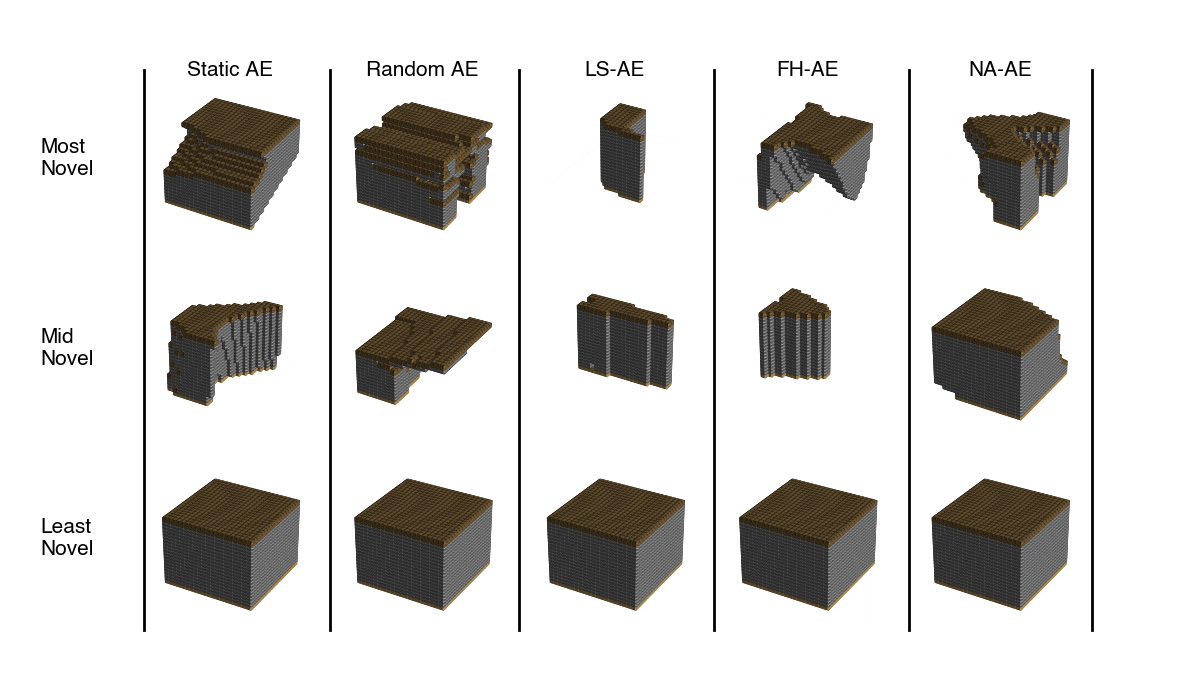 Static AE
Random AE
LS-AE
FH-AE
NA-AE
Most
Novel
Mid
Novel
Least
Novel